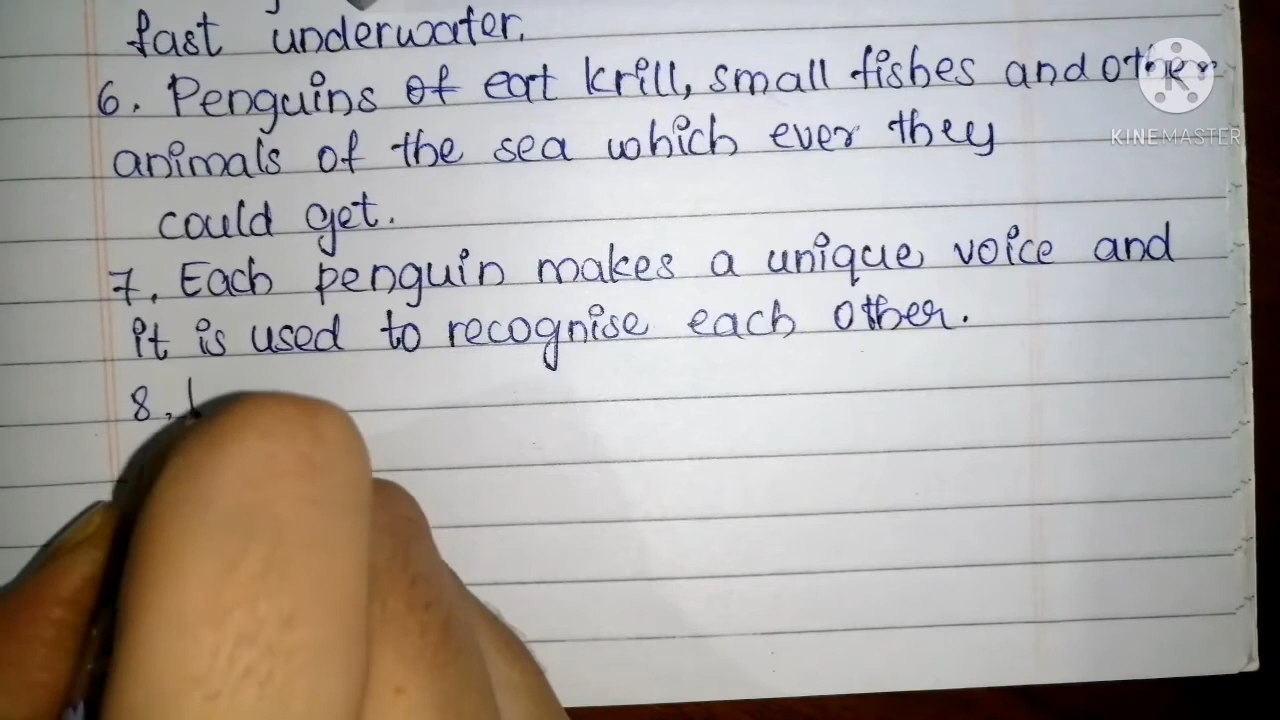 fast underwater.
6. Penguins of eat krill, small fishes and other
animals of the sea which ever they
could get.
7. Each penguin makes a unique voice and
it is used to recognise each other.
8.
KINEMASTER